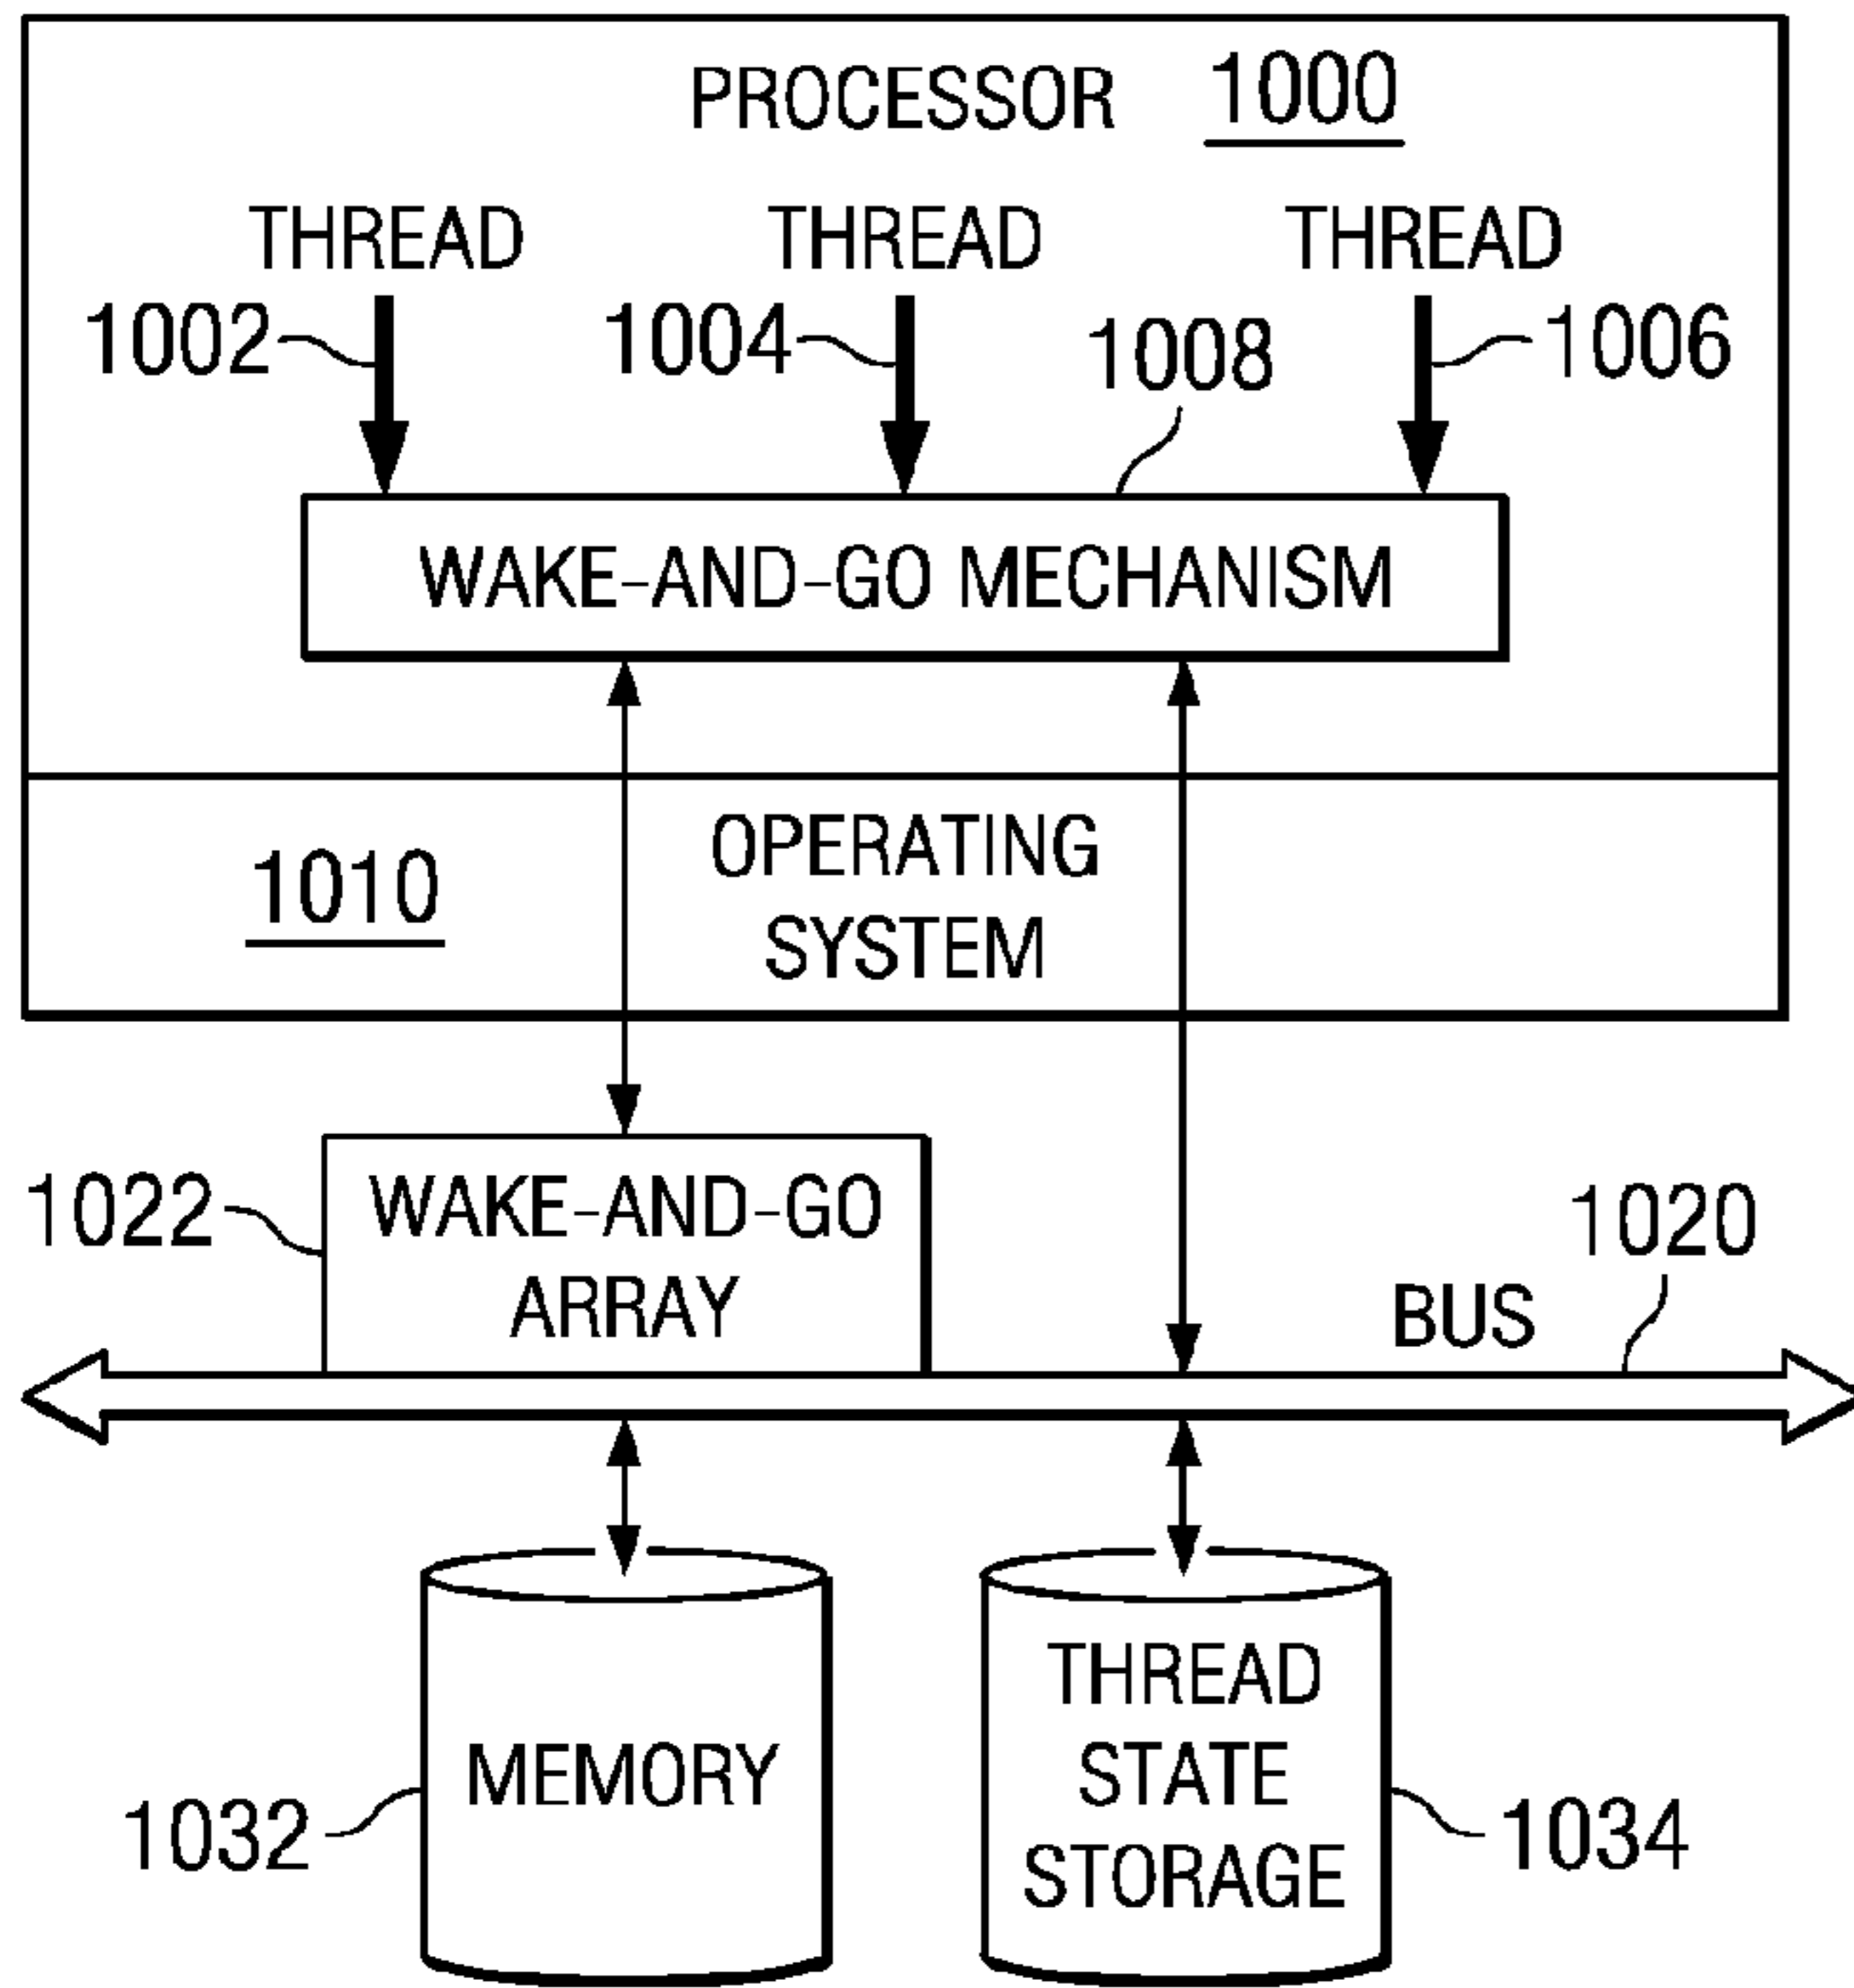 PROCESSOR 1000
THREAD THREAD THREAD
1002 1004 1008 1006
WAKE-AND-GO MECHANISM
OPERATING
1010
SYSTEM
1022
WAKE-AND-GO
1020
ARRAY
BUS
THREAD
MEMORY
STATE
1032
1034
STORAGE